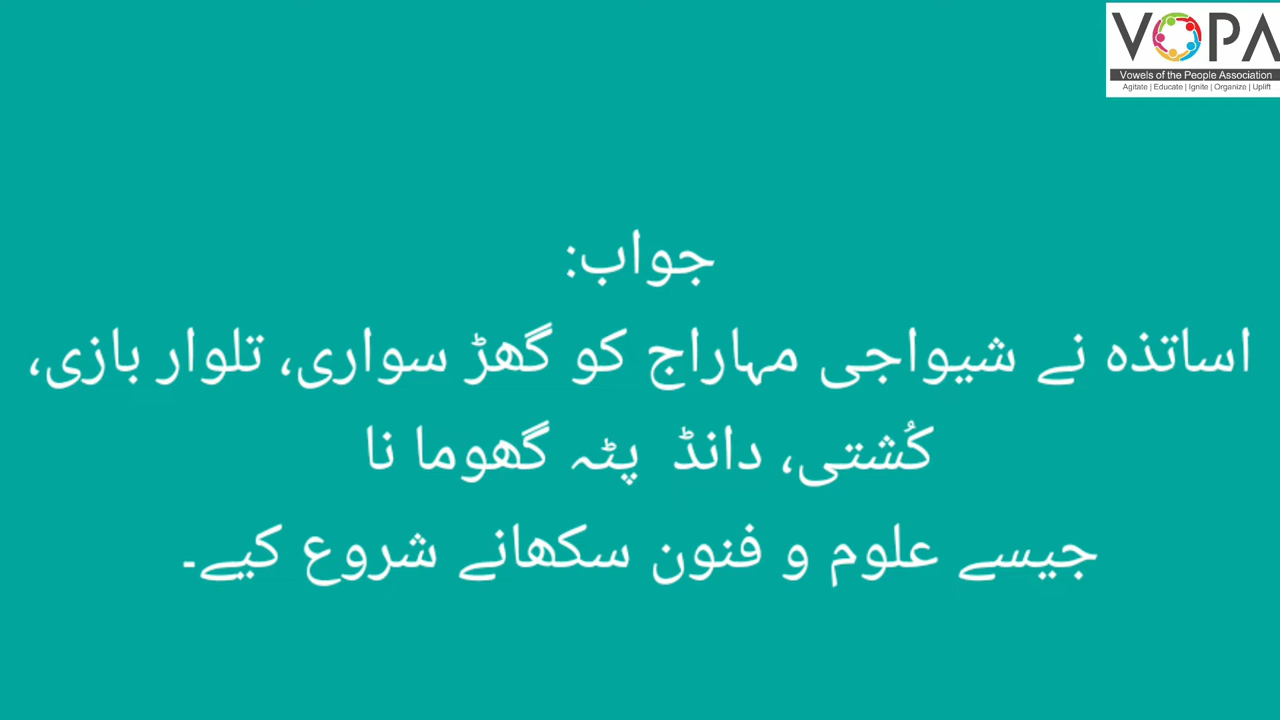 VOPA
Vowels of the People Association
Agitate | Educate | Ignite | Organize | Uplift
جواب:
اساتذہ نے شیواجی مہاراج کو گھڑ سواری، تلوار بازی،
کُشتی، دانڈ پٹہ گھوما نا
جیسے علوم و فنون سکھانے شروع کیے۔